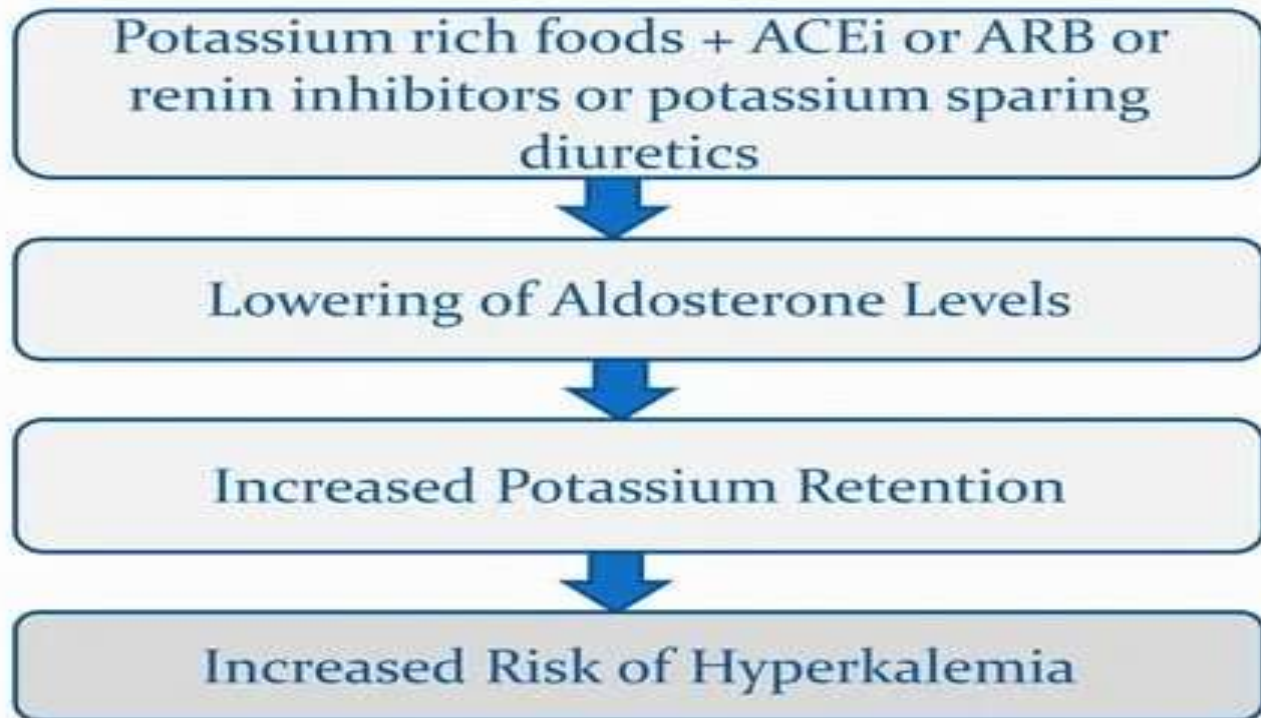 Potassium rich foods + ACEi or ARB or
renin inhibitors or potassium sparing
diuretics
Lowering of Aldosterone Levels
Increased Potassium Retention
Increased Risk of Hyperkalemia